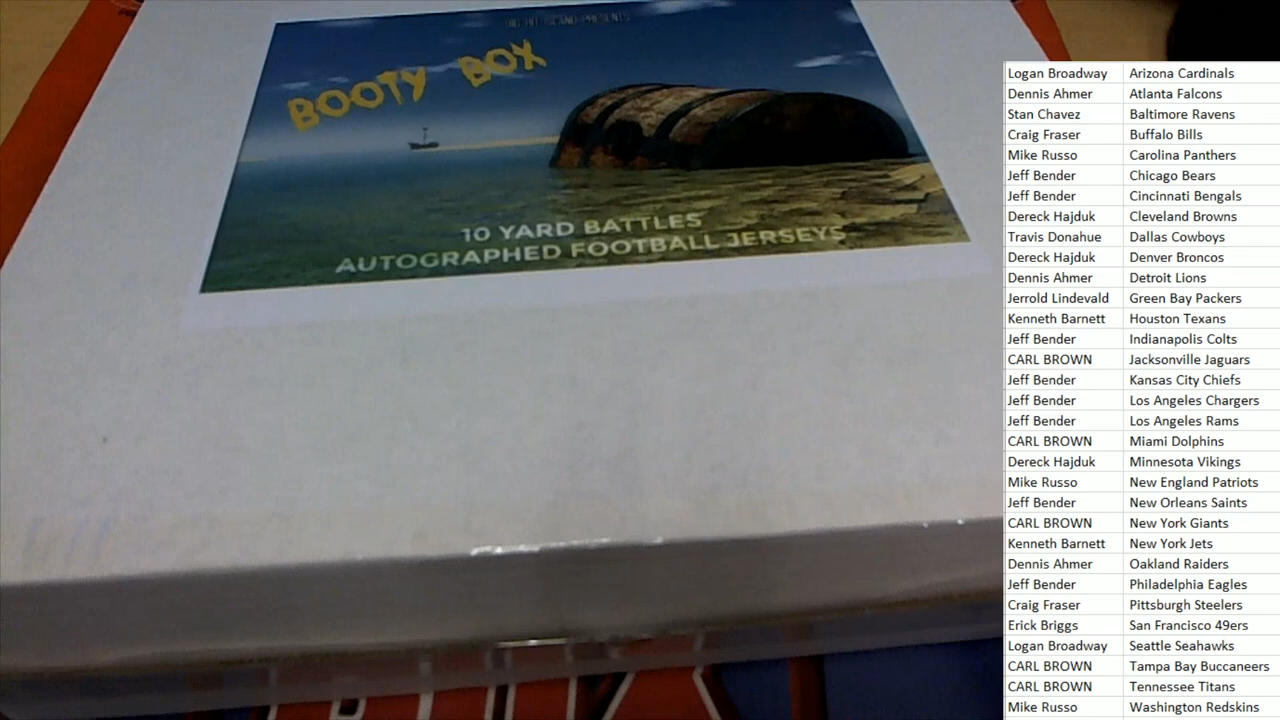 BIG HIT ISLAND PRESENTS
BOOTY BOX
10 YARD BATTLES
AUTOGRAPHED FOOTBALL JERSEYS
Logan Broadway Arizona Cardinals
Dennis Ahmer Atlanta Falcons
Stan Chavez Baltimore Ravens
Craig Fraser Buffalo Bills
Mike Russo Carolina Panthers
Jeff Bender Chicago Bears
Jeff Bender Cincinnati Bengals
Dereck Hajduk Cleveland Browns
Travis Donahue Dallas Cowboys
Dereck Hajduk Denver Broncos
Dennis Ahmer Detroit Lions
Jerrold Lindevald Green Bay Packers
Kenneth Barnett Houston Texans
Jeff Bender Indianapolis Colts
CARL BROWN Jacksonville Jaguars
Jeff Bender Kansas City Chiefs
Jeff Bender Los Angeles Chargers
Jeff Bender Los Angeles Rams
CARL BROWN Miami Dolphins
Dereck Hajduk Minnesota Vikings
Mike Russo New England Patriots
Jeff Bender New Orleans Saints
CARL BROWN New York Giants
Kenneth Barnett New York Jets
Dennis Ahmer Oakland Raiders
Jeff Bender Philadelphia Eagles
Craig Fraser Pittsburgh Steelers
Erick Briggs San Francisco 49ers
Logan Broadway Seattle Seahawks
CARL BROWN Tampa Bay Buccaneers
CARL BROWN Tennessee Titans
Mike Russo Washington Redskins